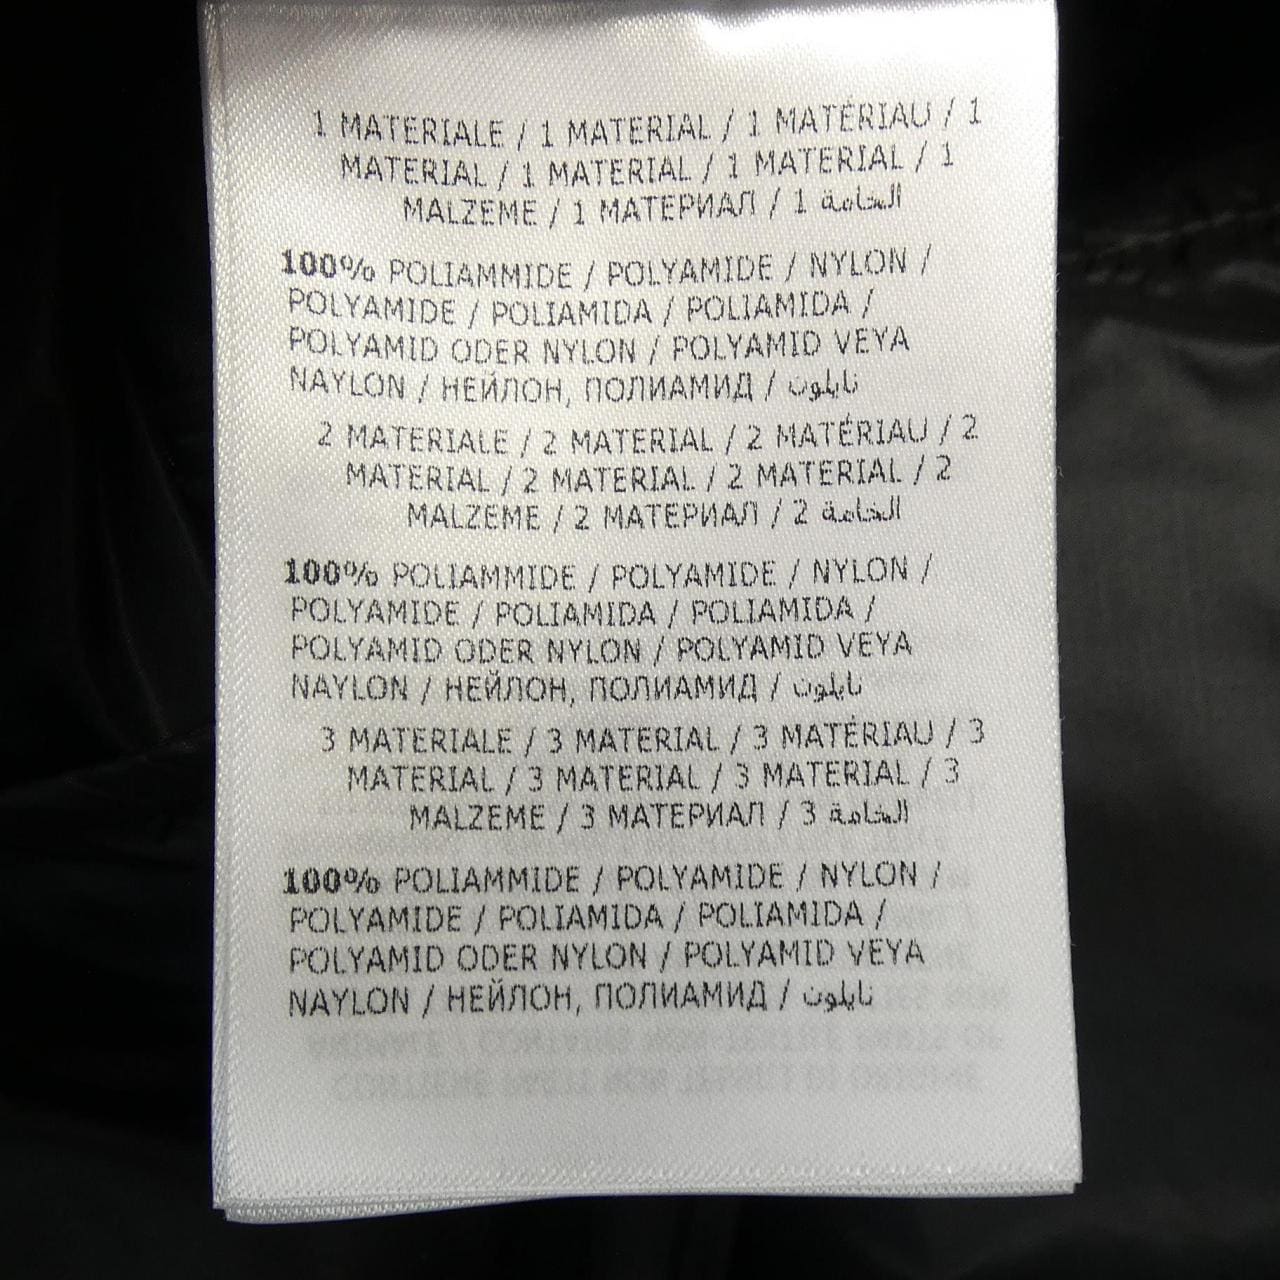 1 MATERIALE / 1 MATERIAL / 1 MATÉRIAU / 1
MATERIAL / 1 MATERIAL / 1 MATERIAL / 1
MALZEME / 1 МАТЕРИАЛ / 1 الخامة
100% POLIAMMIDE / POLYAMIDE / NYLON /
POLYAMIDE / POLIAMIDA / POLIAMIDA /
POLYAMID ODER NYLON / POLYAMID VEYA
NAYLON / НЕЙЛОН, ПОЛИАМИД / نايلون
2 MATERIALE / 2 MATERIAL / 2 MATÉRIAU / 2
MATERIAL / 2 MATERIAL / 2 MATERIAL / 2
MALZEME / 2 МАТЕРИАЛ / 2 الخامة
100% POLIAMMIDE / POLYAMIDE / NYLON /
POLYAMIDE / POLIAMIDA / POLIAMIDA /
POLYAMID ODER NYLON / POLYAMID VEYA
NAYLON / НЕЙЛОН, ПОЛИАМИД / نايلون
3 MATERIALE / 3 MATERIAL / 3 MATÉRIAU / 3
MATERIAL / 3 MATERIAL / 3 MATERIAL / 3
MALZEME / 3 МАТЕРИАЛ / 3 الخامة
100% POLIAMMIDE / POLYAMIDE / NYLON /
POLYAMIDE / POLIAMIDA / POLIAMIDA /
POLYAMID ODER NYLON / POLYAMID VEYA
NAYLON / НЕЙЛОН, ПОЛИАМИД / نايلون